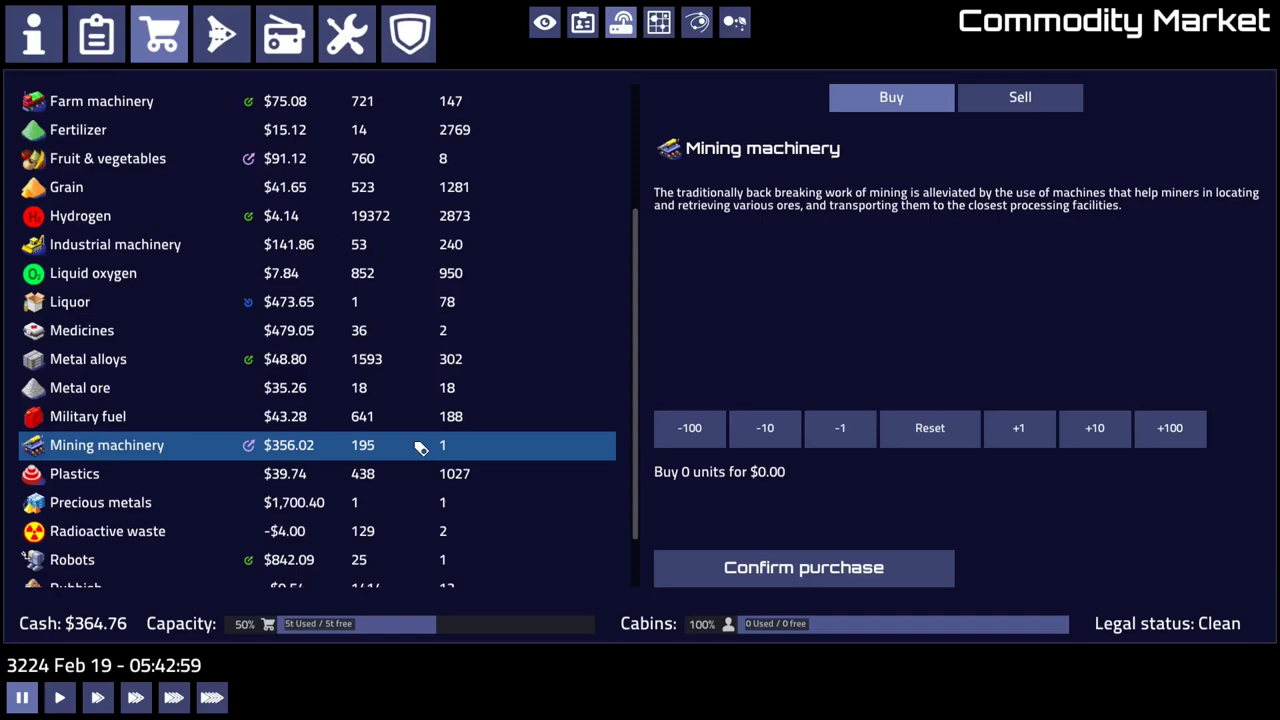 Commodity Market
Farm machinery $75.08 721 147
Fertilizer $15.12 14 2769
Fruit & vegetables $91.12 760 8
Grain $41.65 523 1281
Hydrogen $4.14 19372 2873
Industrial machinery $141.86 53 240
Liquid oxygen $7.84 852 950
Liquor $473.65 1 78
Medicines $479.05 36 2
Metal alloys $48.80 1593 302
Metal ore $35.26 18 18
Military fuel $43.28 641 188
Mining machinery $356.02 195 1
Plastics $39.74 438 1027
Precious metals $1,700.40 1 1
Radioactive waste -$4.00 129 2
Robots $842.09 25 1
Buy Sell
Mining machinery
The traditionally back breaking work of mining is alleviated by the use of machines that help miners in locating
and retrieving various ores, and transporting them to the closest processing facilities.
-100 -10 -1 Reset +1 +10 +100
Buy 0 units for $0.00
Confirm purchase
Cash: $364.76 Capacity: 50% 5t Used / 5t free Cabins: 100% 0 Used / 0 free Legal status: Clean
3224 Feb 19 - 05:42:59